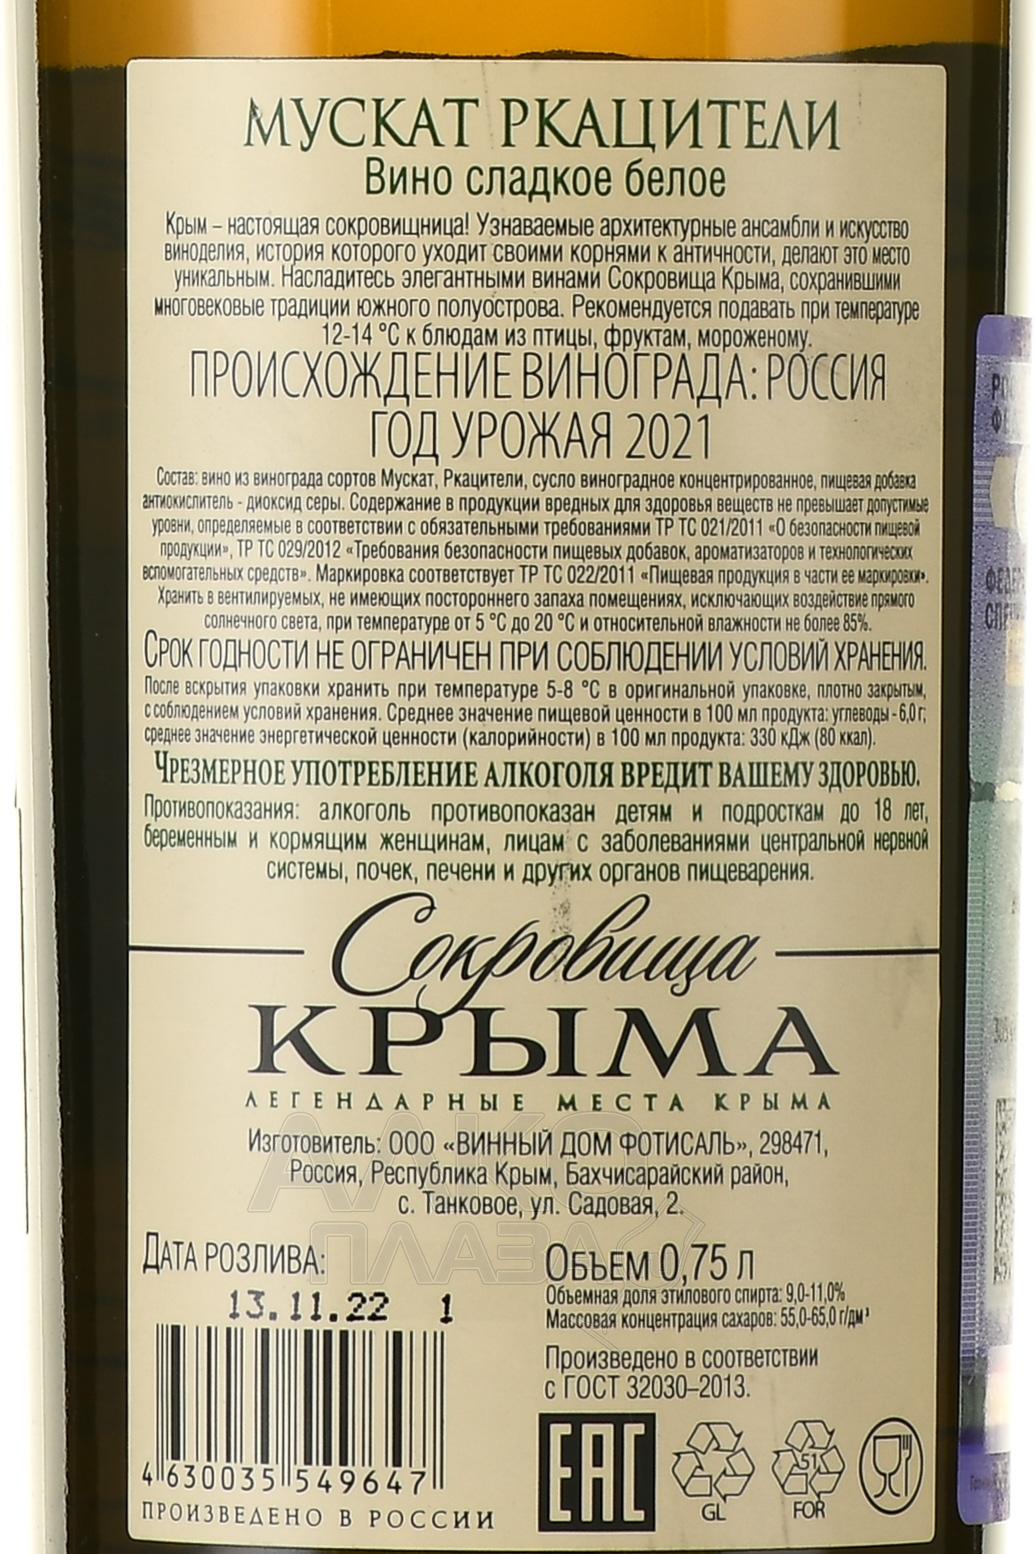 МУСКАТ РКАЦИТЕЛИ
Вино сладкое белое
Крым – настоящая сокровищница! Узнаваемые архитектурные ансамбли и искусство
виноделия, история которого уходит своими корнями к античности, делают это место
уникальным. Насладитесь элегантными винами Сокровища Крыма, сохранившими
многовековые традиции южного полуострова. Рекомендуется подавать при температуре
12-14 °С к блюдам из птицы, фруктам, мороженому.
ПРОИСХОЖДЕНИЕ ВИНОГРАДА: РОССИЯ
ГОД УРОЖАЯ 2021
Состав: вино из винограда сортов Мускат, Ркацители, сусло виноградное концентрированное, пищевая добавка
антиокислитель - диоксид серы. Содержание в продукции вредных для здоровья веществ не превышает допустимые
уровни, определяемые в соответствии с обязательными требованиями ТР ТС 021/2011 «О безопасности пищевой
продукции», ТР ТС 029/2012 «Требования безопасности пищевых добавок, ароматизаторов и технологических
вспомогательных средств». Маркировка соответствует ТР ТС 022/2011 «Пищевая продукция в части ее маркировки».
Хранить в вентилируемых, не имеющих постороннего запаха помещениях, исключающих воздействие прямого
солнечного света, при температуре от 5 °С до 20 °С и относительной влажности не более 85%.
СРОК ГОДНОСТИ НЕ ОГРАНИЧЕН ПРИ СОБЛЮДЕНИИ УСЛОВИЙ ХРАНЕНИЯ.
После вскрытия упаковки хранить при температуре 5-8 °С в оригинальной упаковке, плотно закрытым,
с соблюдением условий хранения. Среднее значение пищевой ценности в 100 мл продукта: углеводы - 6,0 г;
среднее значение энергетической ценности (калорийности) в 100 мл продукта: 330 кДж (80 ккал).
ЧРЕЗМЕРНОЕ УПОТРЕБЛЕНИЕ АЛКОГОЛЯ ВРЕДИТ ВАШЕМУ ЗДОРОВЬЮ.
Противопоказания: алкоголь противопоказан детям и подросткам до 18 лет,
беременным и кормящим женщинам, лицам с заболеваниями центральной нервной
системы, почек, печени и других органов пищеварения.
Сокровища
КРЫМА
ЛЕГЕНДАРНЫЕ МЕСТА КРЫМА
Изготовитель: ООО «ВИННЫЙ ДОМ ФОТИСАЛЬ», 298471,
Россия, Республика Крым, Бахчисарайский район,
с. Танковое, ул. Садовая, 2.
АЛКО
ПЛАЗА
ДАТА РОЗЛИВА:
13.11.22 1
ОБЪЕМ 0,75 Л
Объемная доля этилового спирта: 9,0-11,0%
Массовая концентрация сахаров: 55,0-65,0 г/дм³
Произведено в соответствии
с ГОСТ 32030–2013.
4 630035 549647
ПРОИЗВЕДЕНО В РОССИИ
EAC
GL
51
FOR